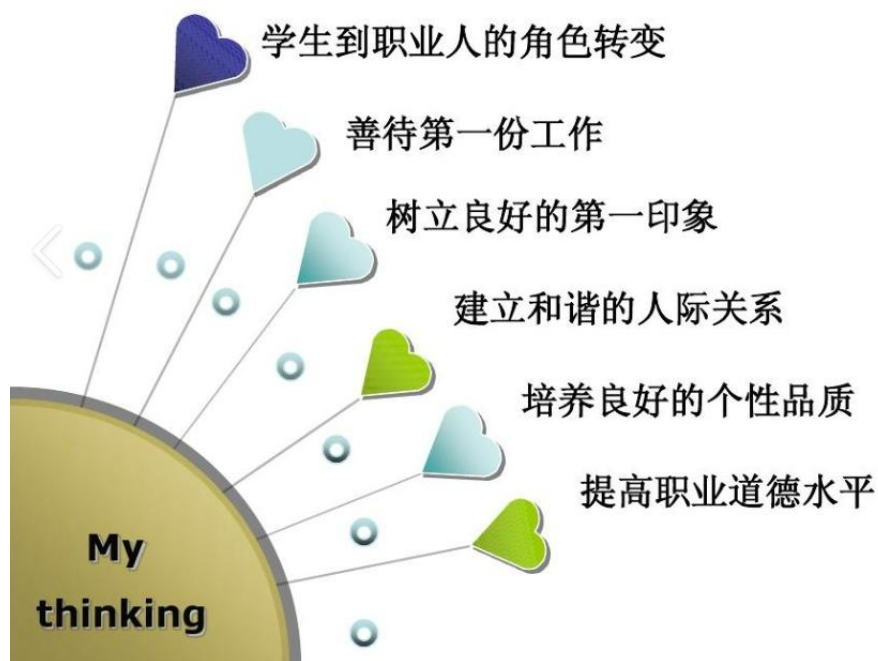 学生到职业人的角色转变
善待第一份工作
树立良好的第一印象
建立和谐的人际关系
培养良好的个性品质
提高职业道德水平
My
thinking